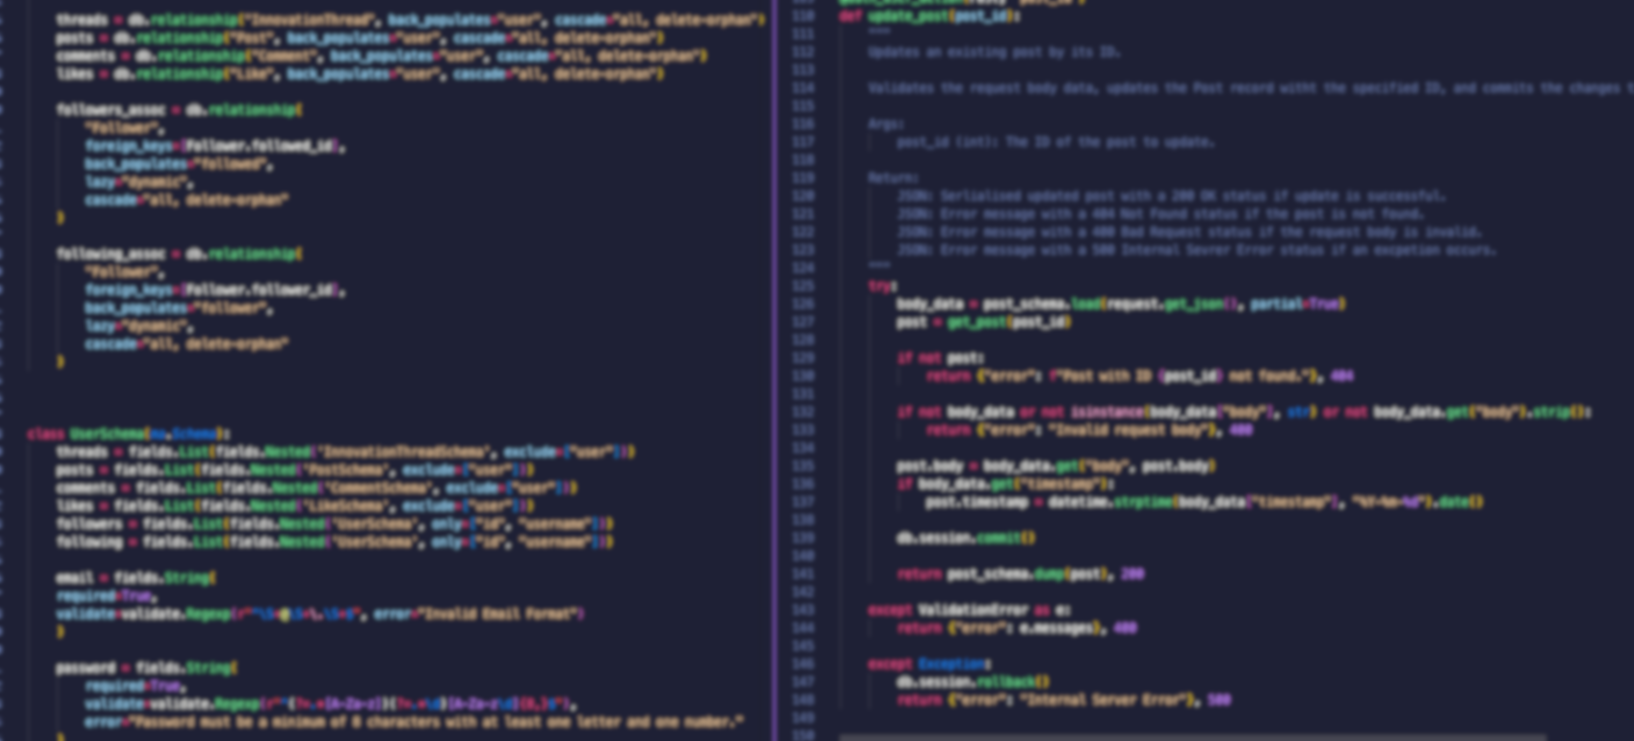 threads = db.relationship("InnovationThread", back_populates="user", cascade="all, delete-orphan")
posts = db.relationship("Post", back_populates="user", cascade="all, delete-orphan")
comments = db.relationship("Comment", back_populates="user", cascade="all, delete-orphan")
likes = db.relationship("Like", back_populates="user", cascade="all, delete-orphan")
followers_assoc = db.relationship(
"Follower",
foreign_keys=[Follower.followed_id],
back_populates="followed",
lazy="dynamic",
cascade="all, delete-orphan"
)
following_assoc = db.relationship(
"Follower",
foreign_keys=[Follower.follower_id],
back_populates="follower",
lazy="dynamic",
cascade="all, delete-orphan"
)
class UserSchema(ma.Schema):
threads = fields.List(fields.Nested('InnovationThreadSchema', exclude=["user"]))
posts = fields.List(fields.Nested('PostSchema', exclude=["user"]))
comments = fields.List(fields.Nested('CommentSchema', exclude=["user"]))
likes = fields.List(fields.Nested('LikeSchema', exclude=["user"]))
followers = fields.List(fields.Nested('UserSchema', only=["id", "username"]))
following = fields.List(fields.Nested('UserSchema', only=["id", "username"]))
email = fields.String(
required=True,
validate=validate.Regexp(r"^\S+@\S+\.\S+$", error="Invalid Email Format")
)
password = fields.String(
required=True,
validate=validate.Regexp(
error="Password must be a minimum of 8 characters with at least one letter and one number."
)
110 def update_post(post_id):
111 """
112 Updates an existing post by its ID.
113
114 Validates the request body data, updates the Post record witht the specified ID, and commits the changes
115
116 Args:
117 post_id (int): The ID of the post to update.
118
119 Return:
120 JSON: Serlialised updated post with a 200 OK status if update is successful.
121 JSON: Error message with a 404 Not Found status if the post is not found.
122 JSON: Error message with a 400 Bad Request status if the request body is invalid.
123 JSON: Error message with a 500 Internal Sevrer Error status if an excpetion occurs.
124 """
125 try:
126 body_data = post_schema.load(request.get_json(), partial=True)
127 post = get_post(post_id)
128
129 if not post:
130 return {"error": f"Post with ID {post_id} not found."}, 404
131
132 if not body_data or not isinstance(body_data["body"], str) or not body_data.get("body").strip():
133 return {"error": "Invalid request body"}, 400
134
135 post.body = body_data.get("body", post.body)
136 if body_data.get("timestamp"):
137 post.timestamp = datetime.strptime(body_data["timestamp"], "%Y-%m-%d").date()
138
139 db.session.commit()
140
141 return post_schema.dump(post), 200
142
143 except ValidationError as e:
144 return {"error": e.messages}, 400
145
146 except Exception:
147 db.session.rollback()
148 return {"error": "Internal Server Error"}, 500
149
150